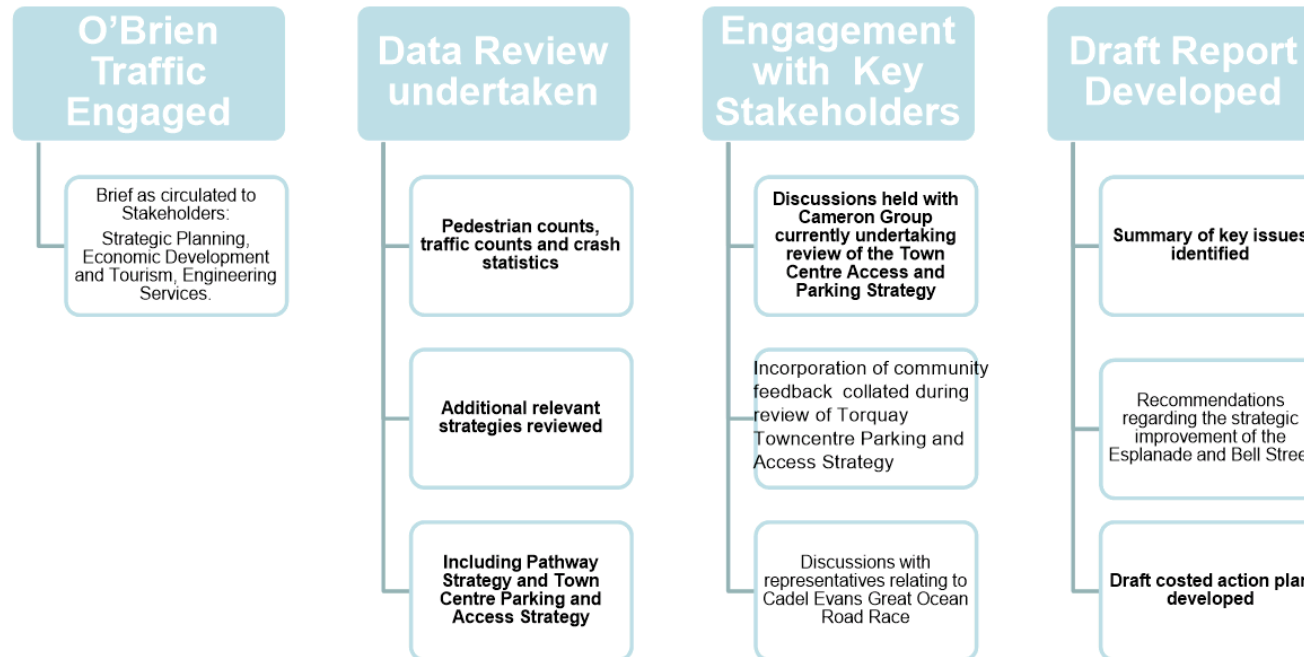 O’Brien
Traffic
Engaged
Brief as circulated to
Stakeholders:
Strategic Planning,
Economic Development
and Tourism, Engineering
Services.
Data Review
undertaken
Pedestrian counts,
traffic counts and crash
statistics
Additional relevant
strategies reviewed
Including Pathway
Strategy and Town
Centre Parking and
Access Strategy
Engagement
with Key
Stakeholders
Discussions held with
Cameron Group
currently undertaking
review of the Town
Centre Access and
Parking Strategy
Incorporation of community
feedback collated during
review of Torquay
Towncentre Parking and
Access Strategy
Discussions with
representatives relating to
Cadel Evans Great Ocean
Road Race
Draft Report
Developed
Summary of key issues
identified
Recommendations
regarding the strategic
improvement of the
Esplanade and Bell Stree
Draft costed action plan
developed